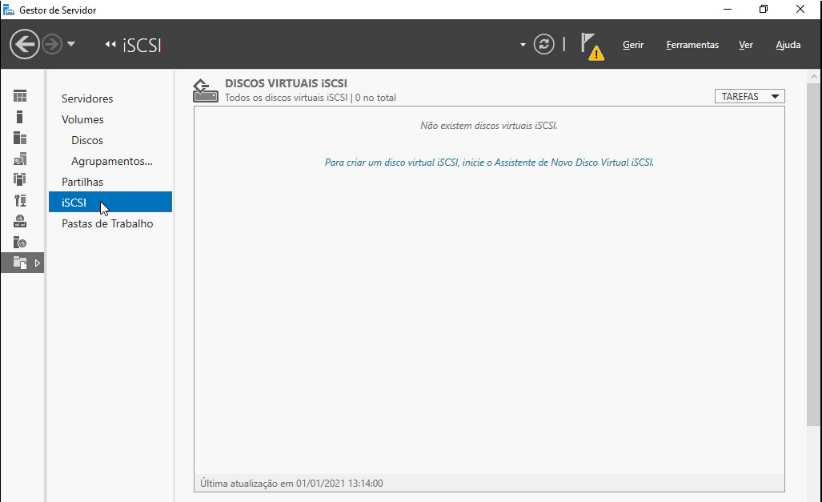 Gestor de Servidor
iSCSI
Gerir Ferramentas Ver Ajuda
Servidores
Volumes
Discos
Agrupamentos...
Partilhas
iSCSI
Pastas de Trabalho
DISCOS VIRTUAIS iSCSI
Todos os discos virtuais iSCSI | 0 no total
TAREFAS
Não existem discos virtuais iSCSI.
Para criar um disco virtual iSCSI, inicie o Assistente de Novo Disco Virtual iSCSI.
Última atualização em 01/01/2021 13:14:00